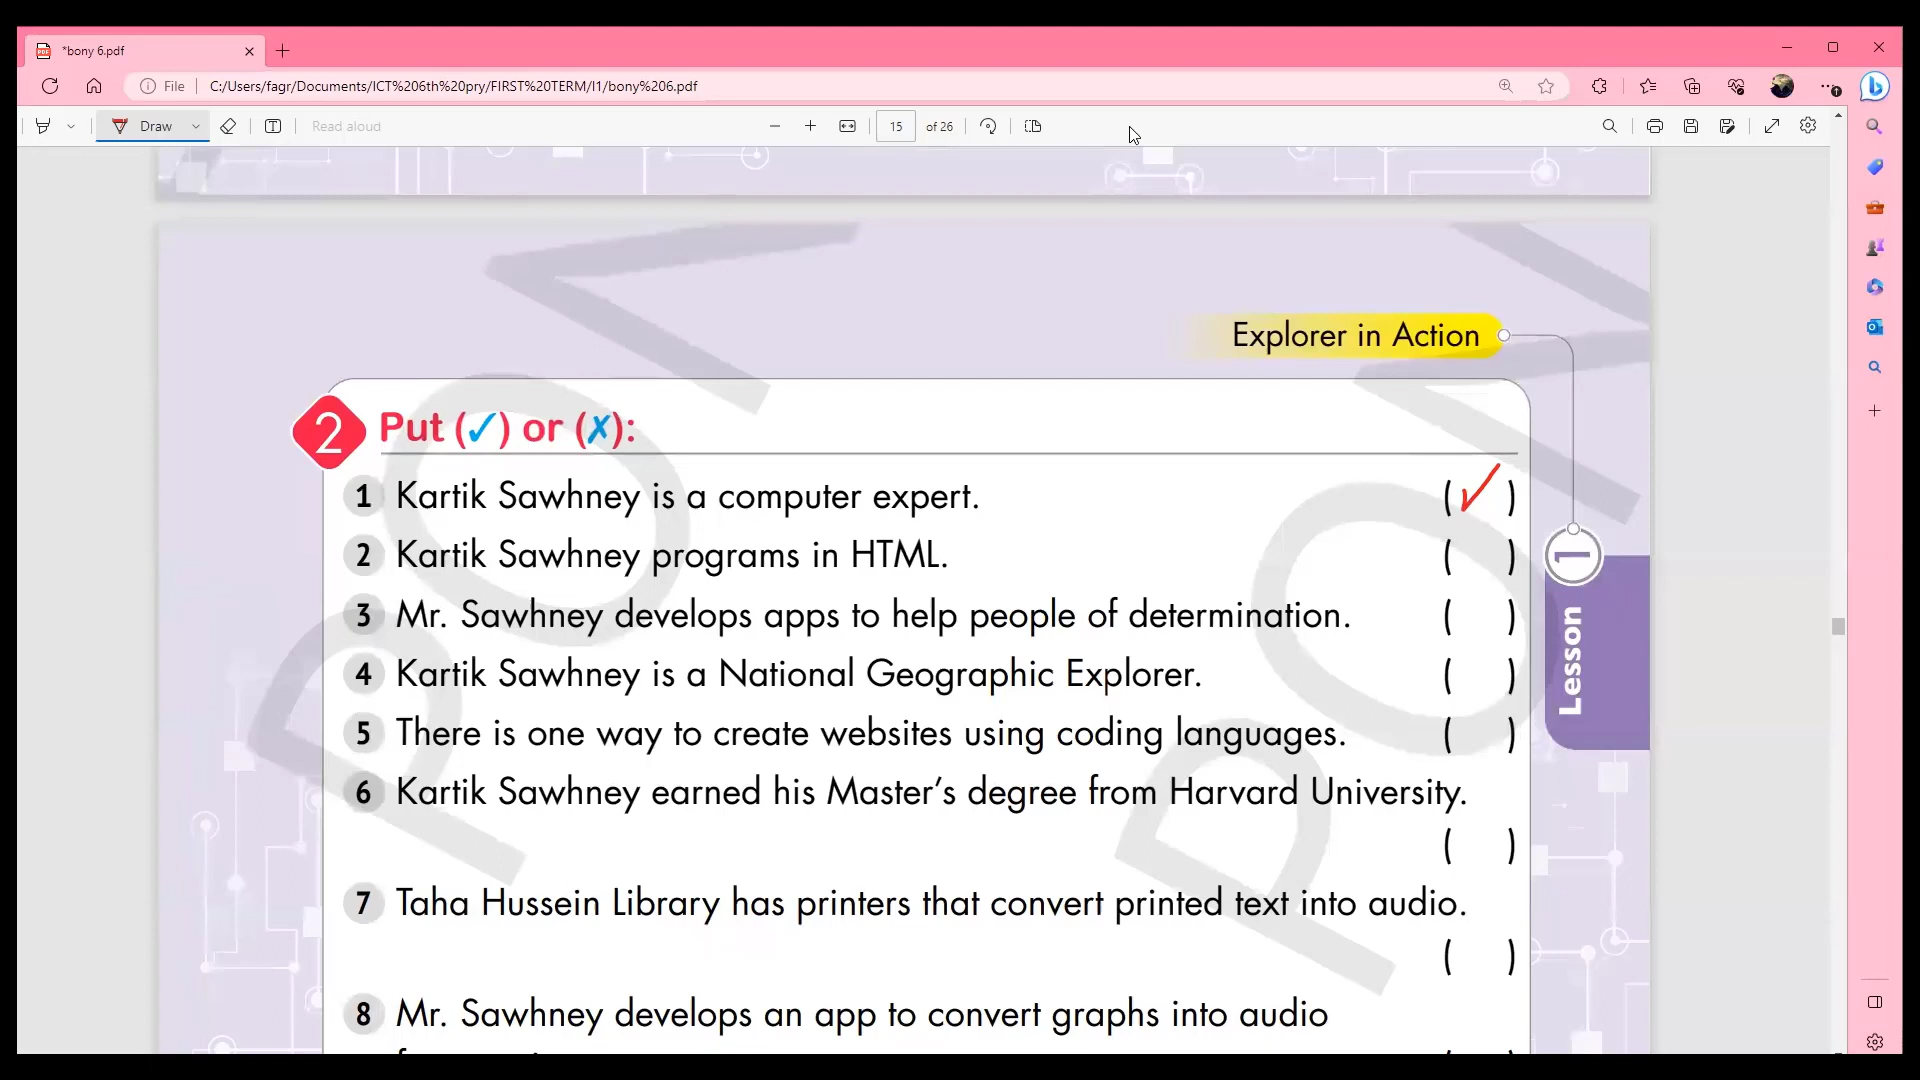 *bony 6.pdf
File
C:/Users/fagr/Documents/ICT%206th%20pry/FIRST%20TERM/l1/bony%206.pdf
Draw
Read aloud
15 of 26
Explorer in Action
2 Put (✓) or (✗):
1 Kartik Sawhney is a computer expert. (✓)
2 Kartik Sawhney programs in HTML. ( )
3 Mr. Sawhney develops apps to help people of determination. ( )
4 Kartik Sawhney is a National Geographic Explorer. ( )
5 There is one way to create websites using coding languages. ( )
6 Kartik Sawhney earned his Master’s degree from Harvard University.
( )
7 Taha Hussein Library has printers that convert printed text into audio.
( )
8 Mr. Sawhney develops an app to convert graphs into audio
Lesson 1